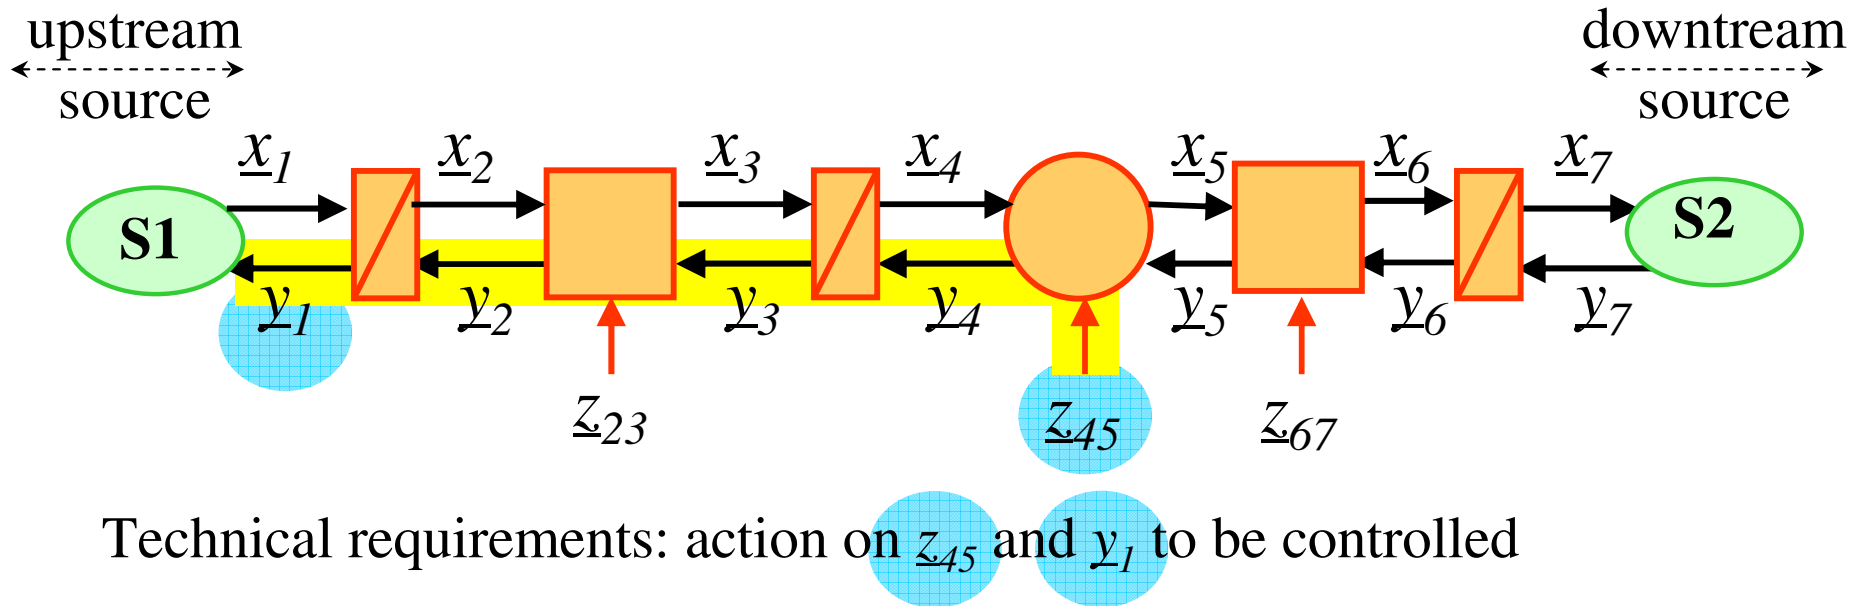 upstream
source
downtream
source
x1 x2 x3 x4 x5 x6 x7
S1 S2
y1 y2 y3 y4 y5 y6 y7
z23 z45 z67
Technical requirements: action on z45 and y1 to be controlled